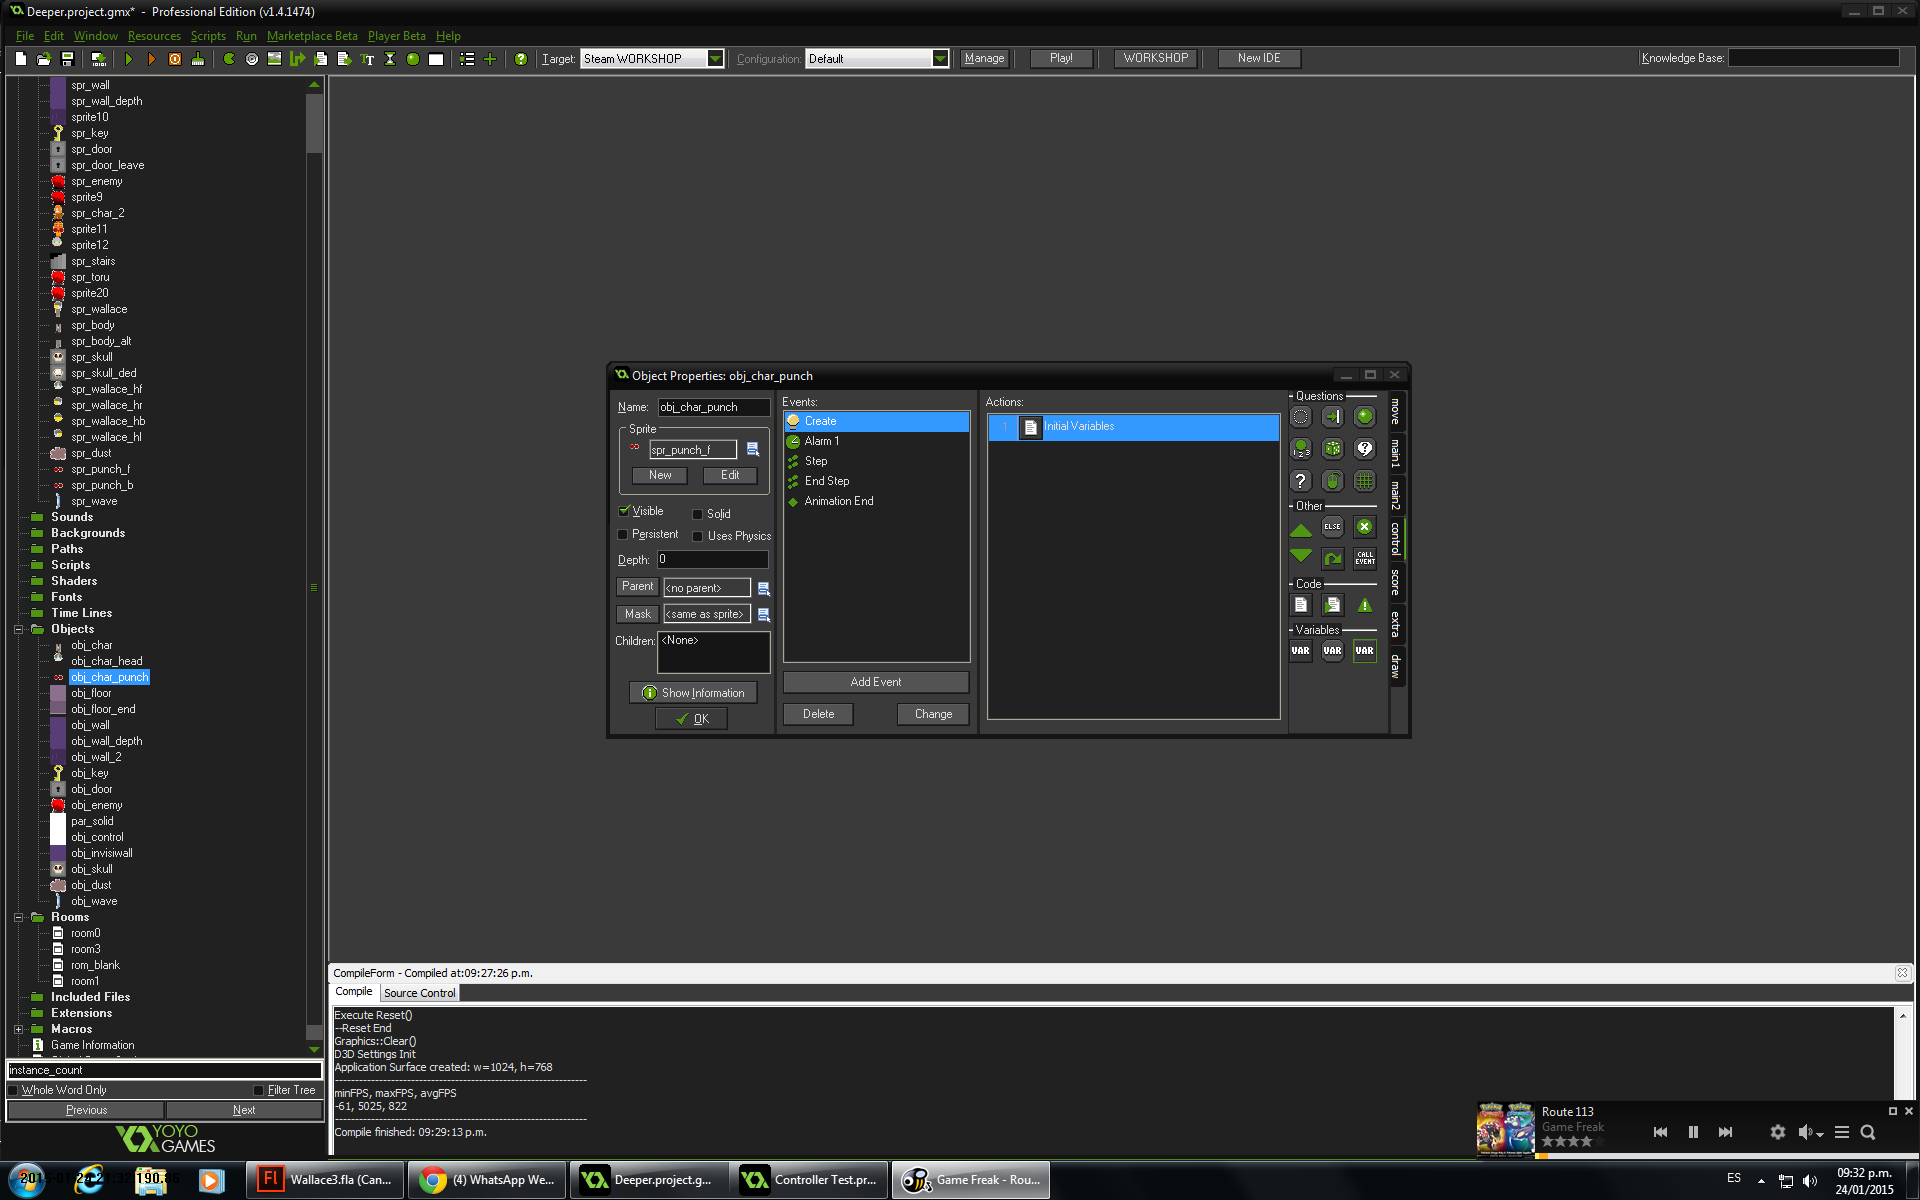 Deeper.project.gmx* - Professional Edition (v1.4.1474)
File Edit Window Resources Scripts Run Marketplace Beta Player Beta Help
Target: Steam WORKSHOP Configuration: Default Manage Play! WORKSHOP New IDE Knowledge Base:
spr_wall
spr_wall_depth
sprite10
spr_key
spr_door
spr_door_leave
spr_enemy
sprite9
spr_char_2
sprite11
sprite12
spr_stairs
spr_toru
sprite20
spr_wallace
spr_body
spr_body_alt
spr_skull
spr_skull_ded
spr_wallace_hf
spr_wallace_hr
spr_wallace_hb
spr_wallace_hl
spr_dust
spr_punch_f
spr_punch_b
spr_wave
Sounds
Backgrounds
Paths
Scripts
Shaders
Fonts
Time Lines
Objects
obj_char
obj_char_head
obj_char_punch
obj_floor
obj_floor_end
obj_wall
obj_wall_depth
obj_wall_2
obj_key
obj_door
obj_enemy
par_solid
obj_control
obj_invisiwall
obj_skull
obj_dust
obj_wave
Rooms
room0
room3
rom_blank
room1
Included Files
Extensions
Macros
Game Information
instance_count
Whole Word Only Filter Tree
Previous Next
YOYO
GAMES
Object Properties: obj_char_punch
Name: obj_char_punch
Sprite
spr_punch_f
New Edit
Visible Solid
Persistent Uses Physics
Depth: 0
Parent <no parent>
Mask <same as sprite>
Children: <None>
Show Information
OK
Events:
Create
Alarm 1
Step
End Step
Animation End
Add Event
Delete Change
Actions:
1 Initial Variables
Questions
Other
ELSE
CALL EVENT
Code
Variables
VAR VAR VAR
move
main1
main2
control
score
extra
draw
CompileForm - Compiled at:09:27:26 p.m.
Compile Source Control
Execute Reset()
--Reset End
Graphics::Clear()
D3D Settings Init
Application Surface created: w=1024, h=768
minFPS, maxFPS, avgFPS
-61, 5025, 822
Compile finished: 09:29:13 p.m.
Route 113
Game Freak
Wallace3.fla (Can...
(4) WhatsApp We...
Deeper.project.g...
Controller Test.pr...
Game Freak - Rou...
ES
09:32 p.m.
24/01/2015